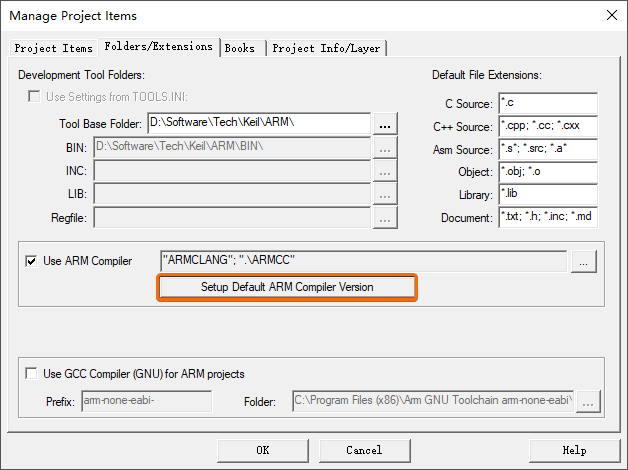 Manage Project Items
Project Items Folders/Extensions Books Project Info/Layer
Development Tool Folders:
Use Settings from TOOLS.INI:
Tool Base Folder: D:\Software\Tech\Keil\ARM\ ...
BIN: D:\Software\Tech\Keil\ARM\BIN\ ...
INC: ...
LIB: ...
Regfile: ...
Default File Extensions:
C Source: *.c
C++ Source: *.cpp; *.cc; *.cxx
Asm Source: *.s*; *.src; *.a*
Object: *.obj; *.o
Library: *.lib
Document: *.txt; *.h; *.inc; *.md
Use ARM Compiler "ARMCLANG"; ".\ARMCC" ...
Setup Default ARM Compiler Version
Use GCC Compiler (GNU) for ARM projects
Prefix: arm-none-eabi- Folder: C:\Program Files (x86)\Arm GNU Toolchain arm-none-eabi\ ...
OK Cancel Help